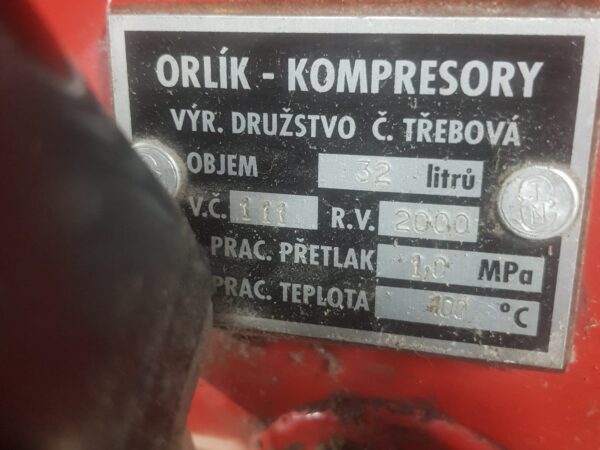 ORLÍK - KOMPRESORY
VÝR. DRUŽSTVO Č. TŘEBOVÁ
OBJEM 32 litrů
V.Č. 111 R.V. 2000
PRAC. PŘETLAK 1,0 MPa
PRAC. TEPLOTA 100 °C